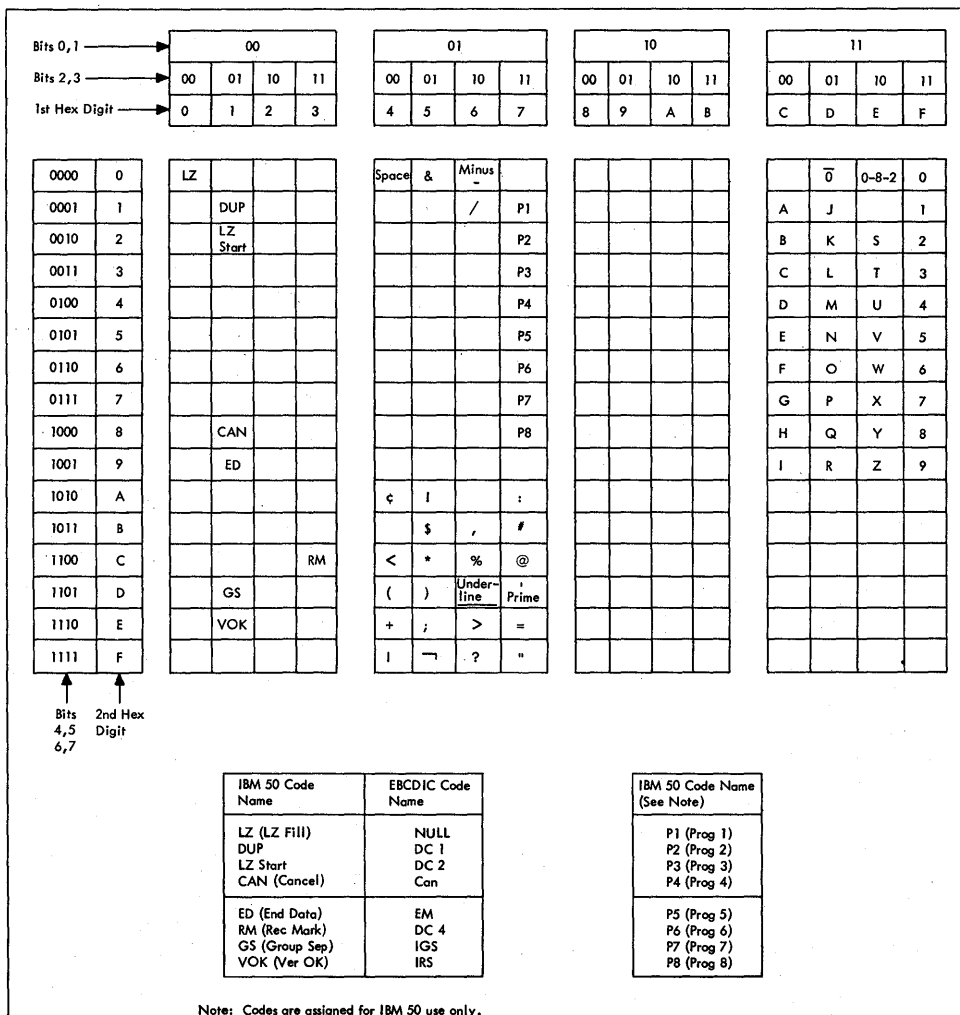 Bits 0,1 00 01 10 11
Bits 2,3 00 01 10 11 00 01 10 11 00 01 10 11 00 01 10 11
1st Hex Digit 0 1 2 3 4 5 6 7 8 9 A B C D E F
0000 0 LZ Space & Minus - 0̅ 0-8-2 0
0001 1 DUP / P1 A J 1
0010 2 LZ Start P2 B K S 2
0011 3 P3 C L T 3
0100 4 P4 D M U 4
0101 5 P5 E N V 5
0110 6 P6 F O W 6
0111 7 P7 G P X 7
1000 8 CAN P8 H Q Y 8
1001 9 ED I R Z 9
1010 A ¢ ! :
1011 B $ , #
1100 C RM < * % @
1101 D GS ( ) Under-line ' Prime
1110 E VOK + ; > =
1111 F | ¬ ? "
Bits 2nd Hex
4,5 Digit
6,7
IBM 50 Code EBCDIC Code IBM 50 Code Name
Name Name (See Note)
LZ (LZ Fill) NULL P1 (Prog 1)
DUP DC 1 P2 (Prog 2)
LZ Start DC 2 P3 (Prog 3)
CAN (Cancel) Can P4 (Prog 4)
ED (End Data) EM P5 (Prog 5)
RM (Rec Mark) DC 4 P6 (Prog 6)
GS (Group Sep) IGS P7 (Prog 7)
VOK (Ver OK) IRS P8 (Prog 8)
Note: Codes are assigned for IBM 50 use only.